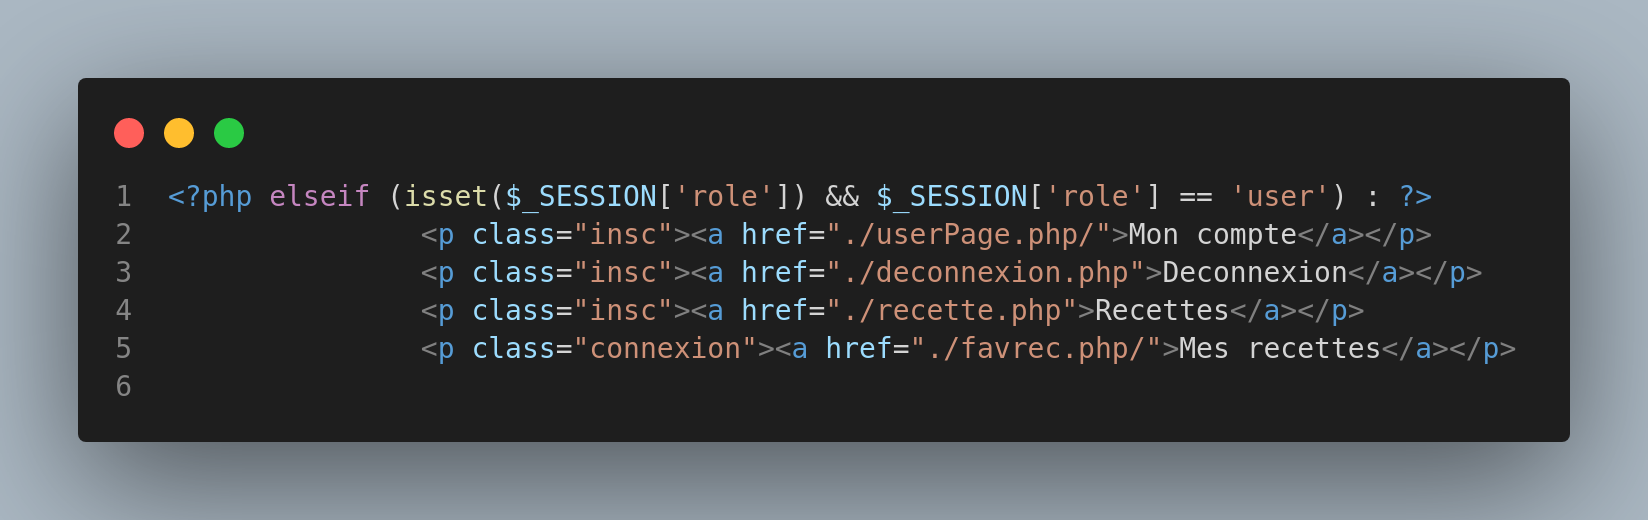 1 <?php elseif (isset($_SESSION['role']) && $_SESSION['role'] == 'user') : ?>
2 <p class="insc"><a href="./userPage.php/">Mon compte</a></p>
3 <p class="insc"><a href="./deconnexion.php">Deconnexion</a></p>
4 <p class="insc"><a href="./recette.php">Recettes</a></p>
5 <p class="connexion"><a href="./favrec.php/">Mes recettes</a></p>
6